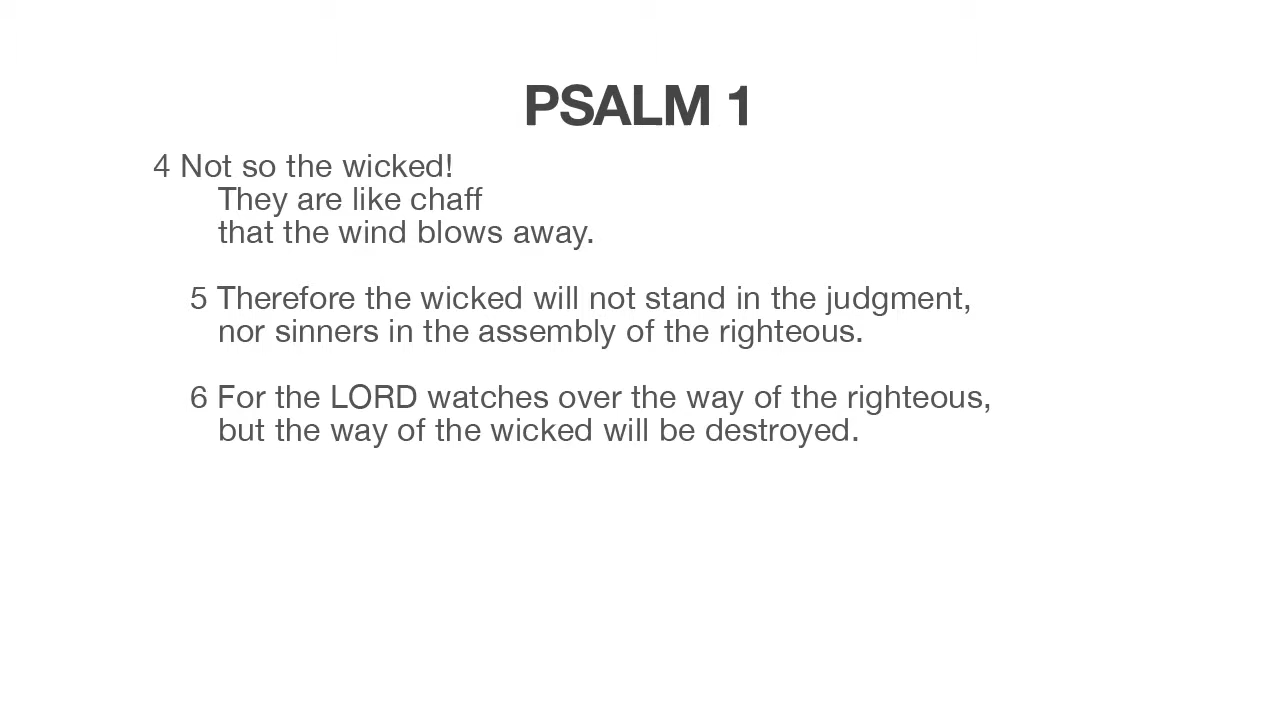 PSALM 1
4 Not so the wicked!
They are like chaff
that the wind blows away.
5 Therefore the wicked will not stand in the judgment,
nor sinners in the assembly of the righteous.
6 For the LORD watches over the way of the righteous,
but the way of the wicked will be destroyed.